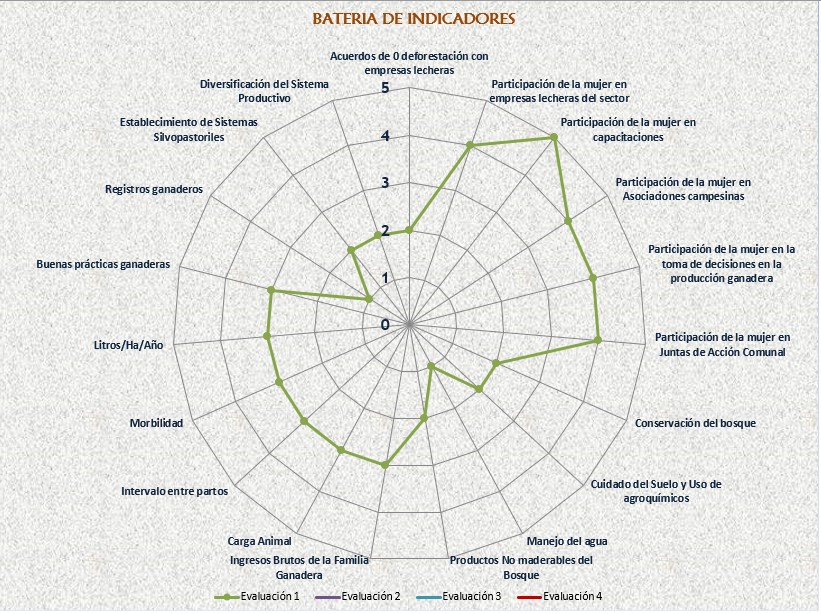 BATERIA DE INDICADORES
Acuerdos de 0 deforestación con
empresas lecheras
Participación de la mujer en
empresas lecheras del sector
Participación de la mujer en
capacitaciones
Participación de la mujer en
Asociaciones campesinas
Participación de la mujer en la
toma de decisiones en la
producción ganadera
Participación de la mujer en
Juntas de Acción Comunal
Conservación del bosque
Cuidado del Suelo y Uso de
agroquímicos
Manejo del agua
Productos No maderables del
Bosque
Ingresos Brutos de la Familia
Ganadera
Carga Animal
Intervalo entre partos
Morbilidad
Litros/Ha/Año
Buenas prácticas ganaderas
Registros ganaderos
Establecimiento de Sistemas
Silvopastoriles
Diversificación del Sistema
Productivo
5
4
3
2
1
0
Evaluación 1
Evaluación 2
Evaluación 3
Evaluación 4